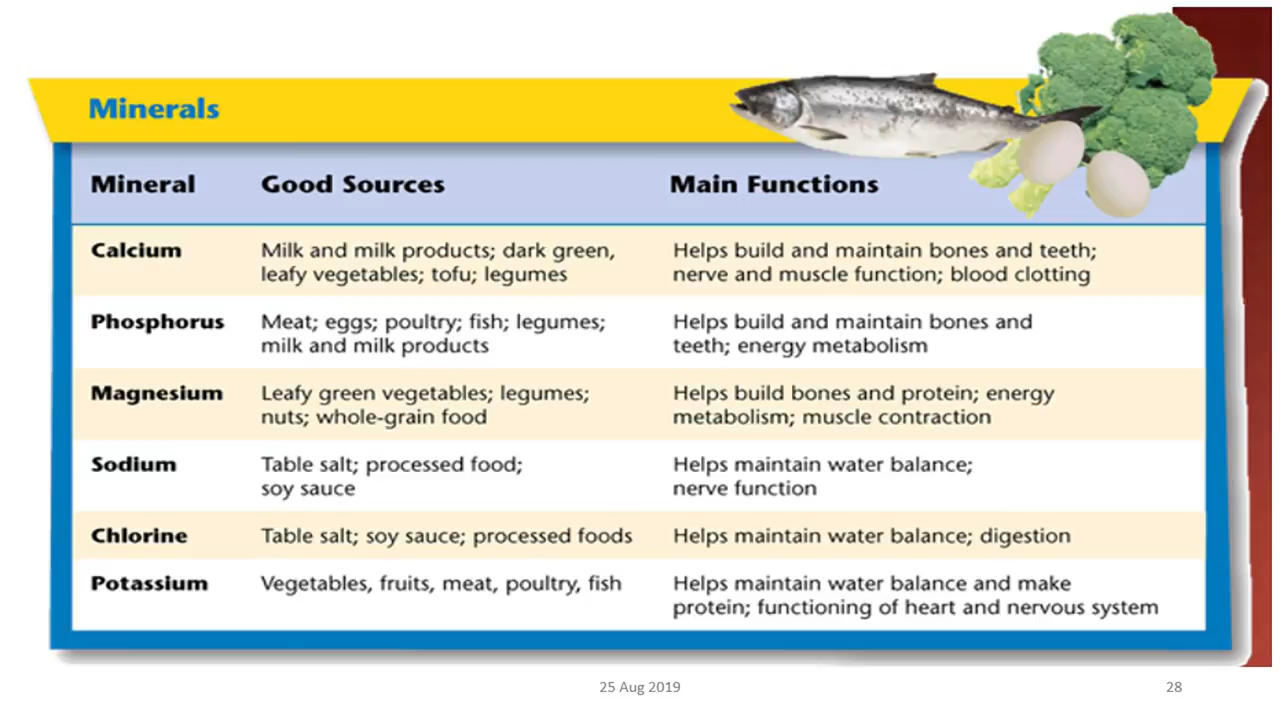 Minerals
Mineral Good Sources Main Functions
Calcium Milk and milk products; dark green, Helps build and maintain bones and teeth;
leafy vegetables; tofu; legumes nerve and muscle function; blood clotting
Phosphorus Meat; eggs; poultry; fish; legumes; Helps build and maintain bones and
milk and milk products teeth; energy metabolism
Magnesium Leafy green vegetables; legumes; Helps build bones and protein; energy
nuts; whole-grain food metabolism; muscle contraction
Sodium Table salt; processed food; Helps maintain water balance;
soy sauce nerve function
Chlorine Table salt; soy sauce; processed foods Helps maintain water balance; digestion
Potassium Vegetables, fruits, meat, poultry, fish Helps maintain water balance and make
protein; functioning of heart and nervous system
25 Aug 2019 28